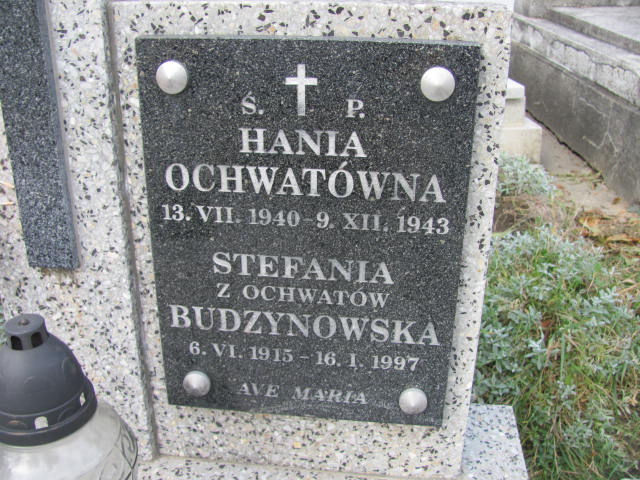 Ś. P.
HANIA
OCHWATÓWNA
13. VII. 1940 - 9. XII. 1943
STEFANIA
Z OCHWATÓW
BUDZYNOWSKA
6. VI. 1915 - 16. I. 1997
AVE MARIA